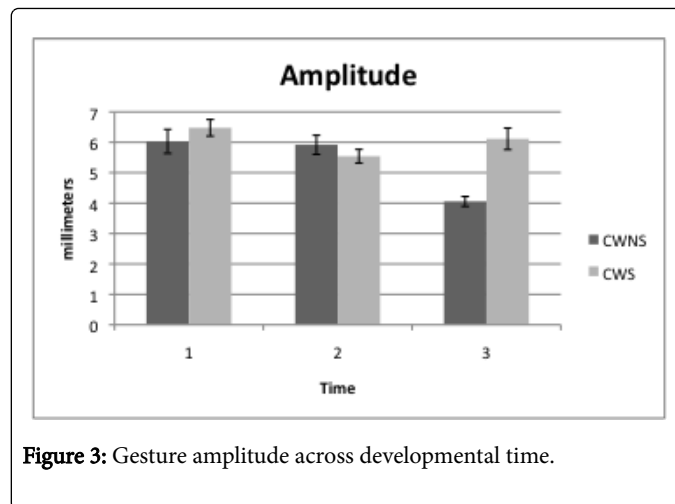 Amplitude
7
6
5
4
3
2
1
0
millimeters
1 2 3
Time
CWNS
CWS
Figure 3: Gesture amplitude across developmental time.